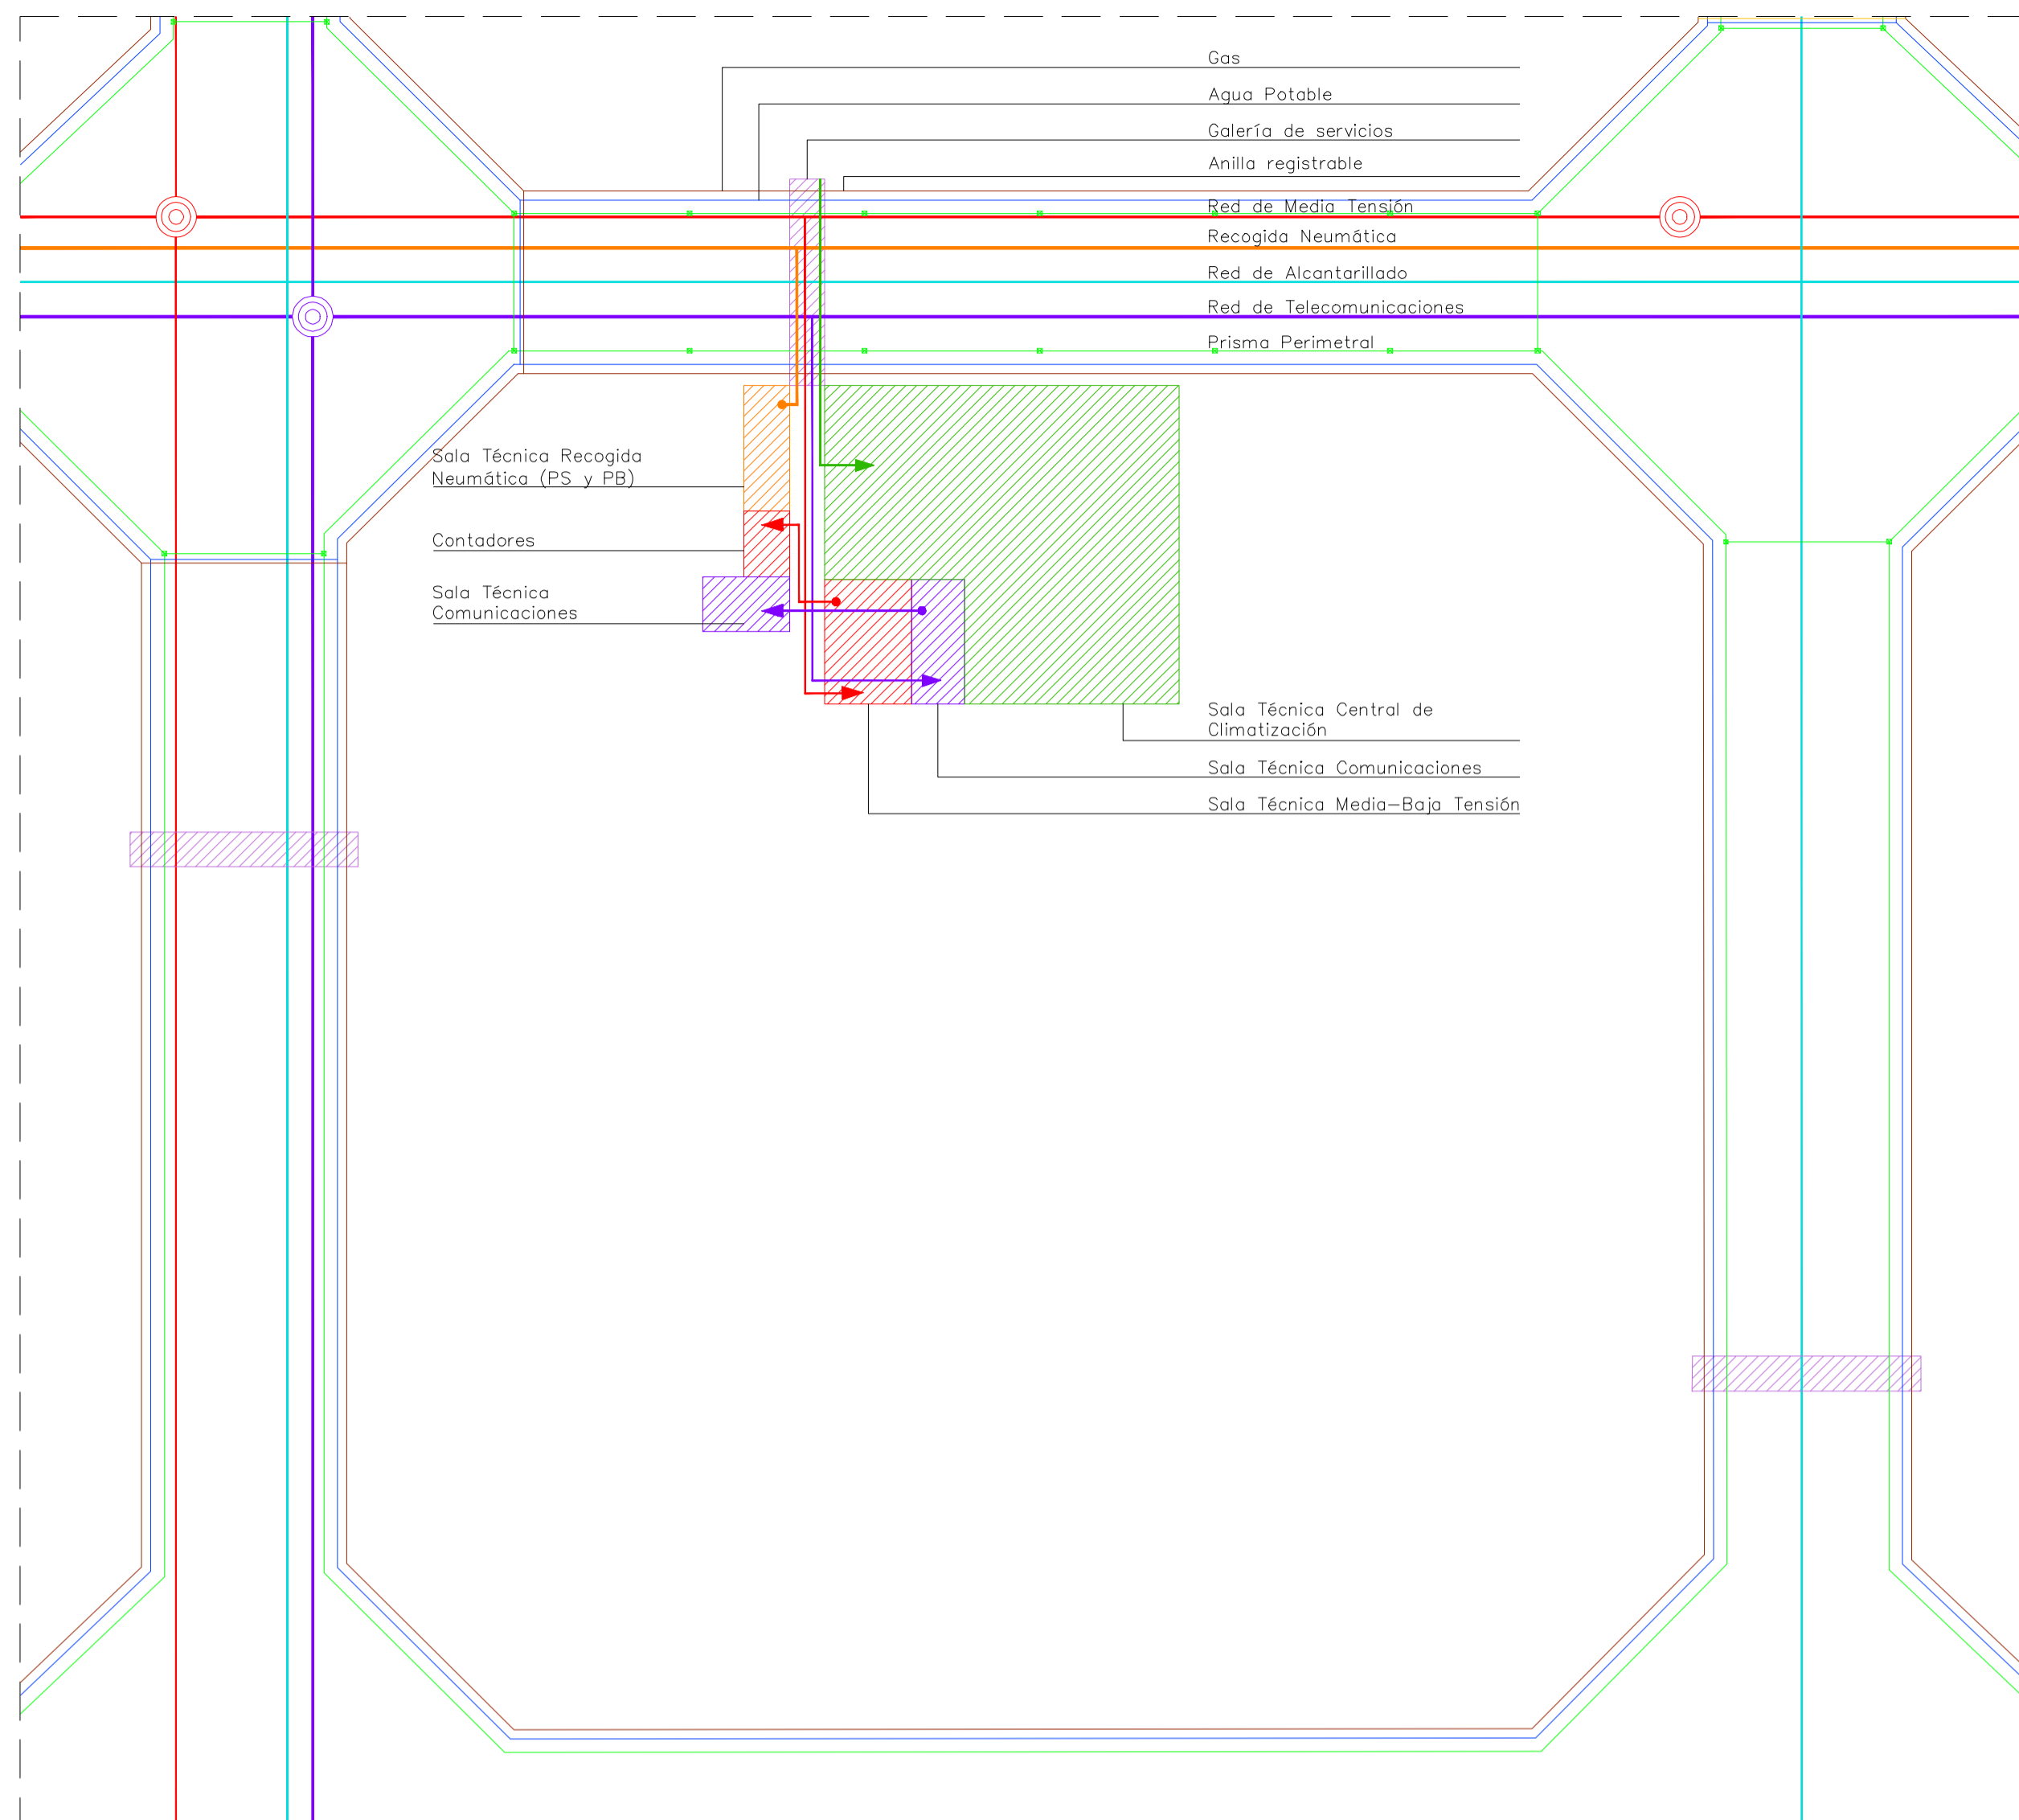 Gas
Agua Potable
Galería de servicios
Anilla registrable
Red de Media Tensión
Recogida Neumática
Red de Alcantarillado
Red de Telecomunicaciones
Prisma Perimetral
Sala Técnica Recogida
Neumática (PS y PB)
Contadores
Sala Técnica
Comunicaciones
Sala Técnica Central de
Climatización
Sala Técnica Comunicaciones
Sala Técnica Media-Baja Tensión